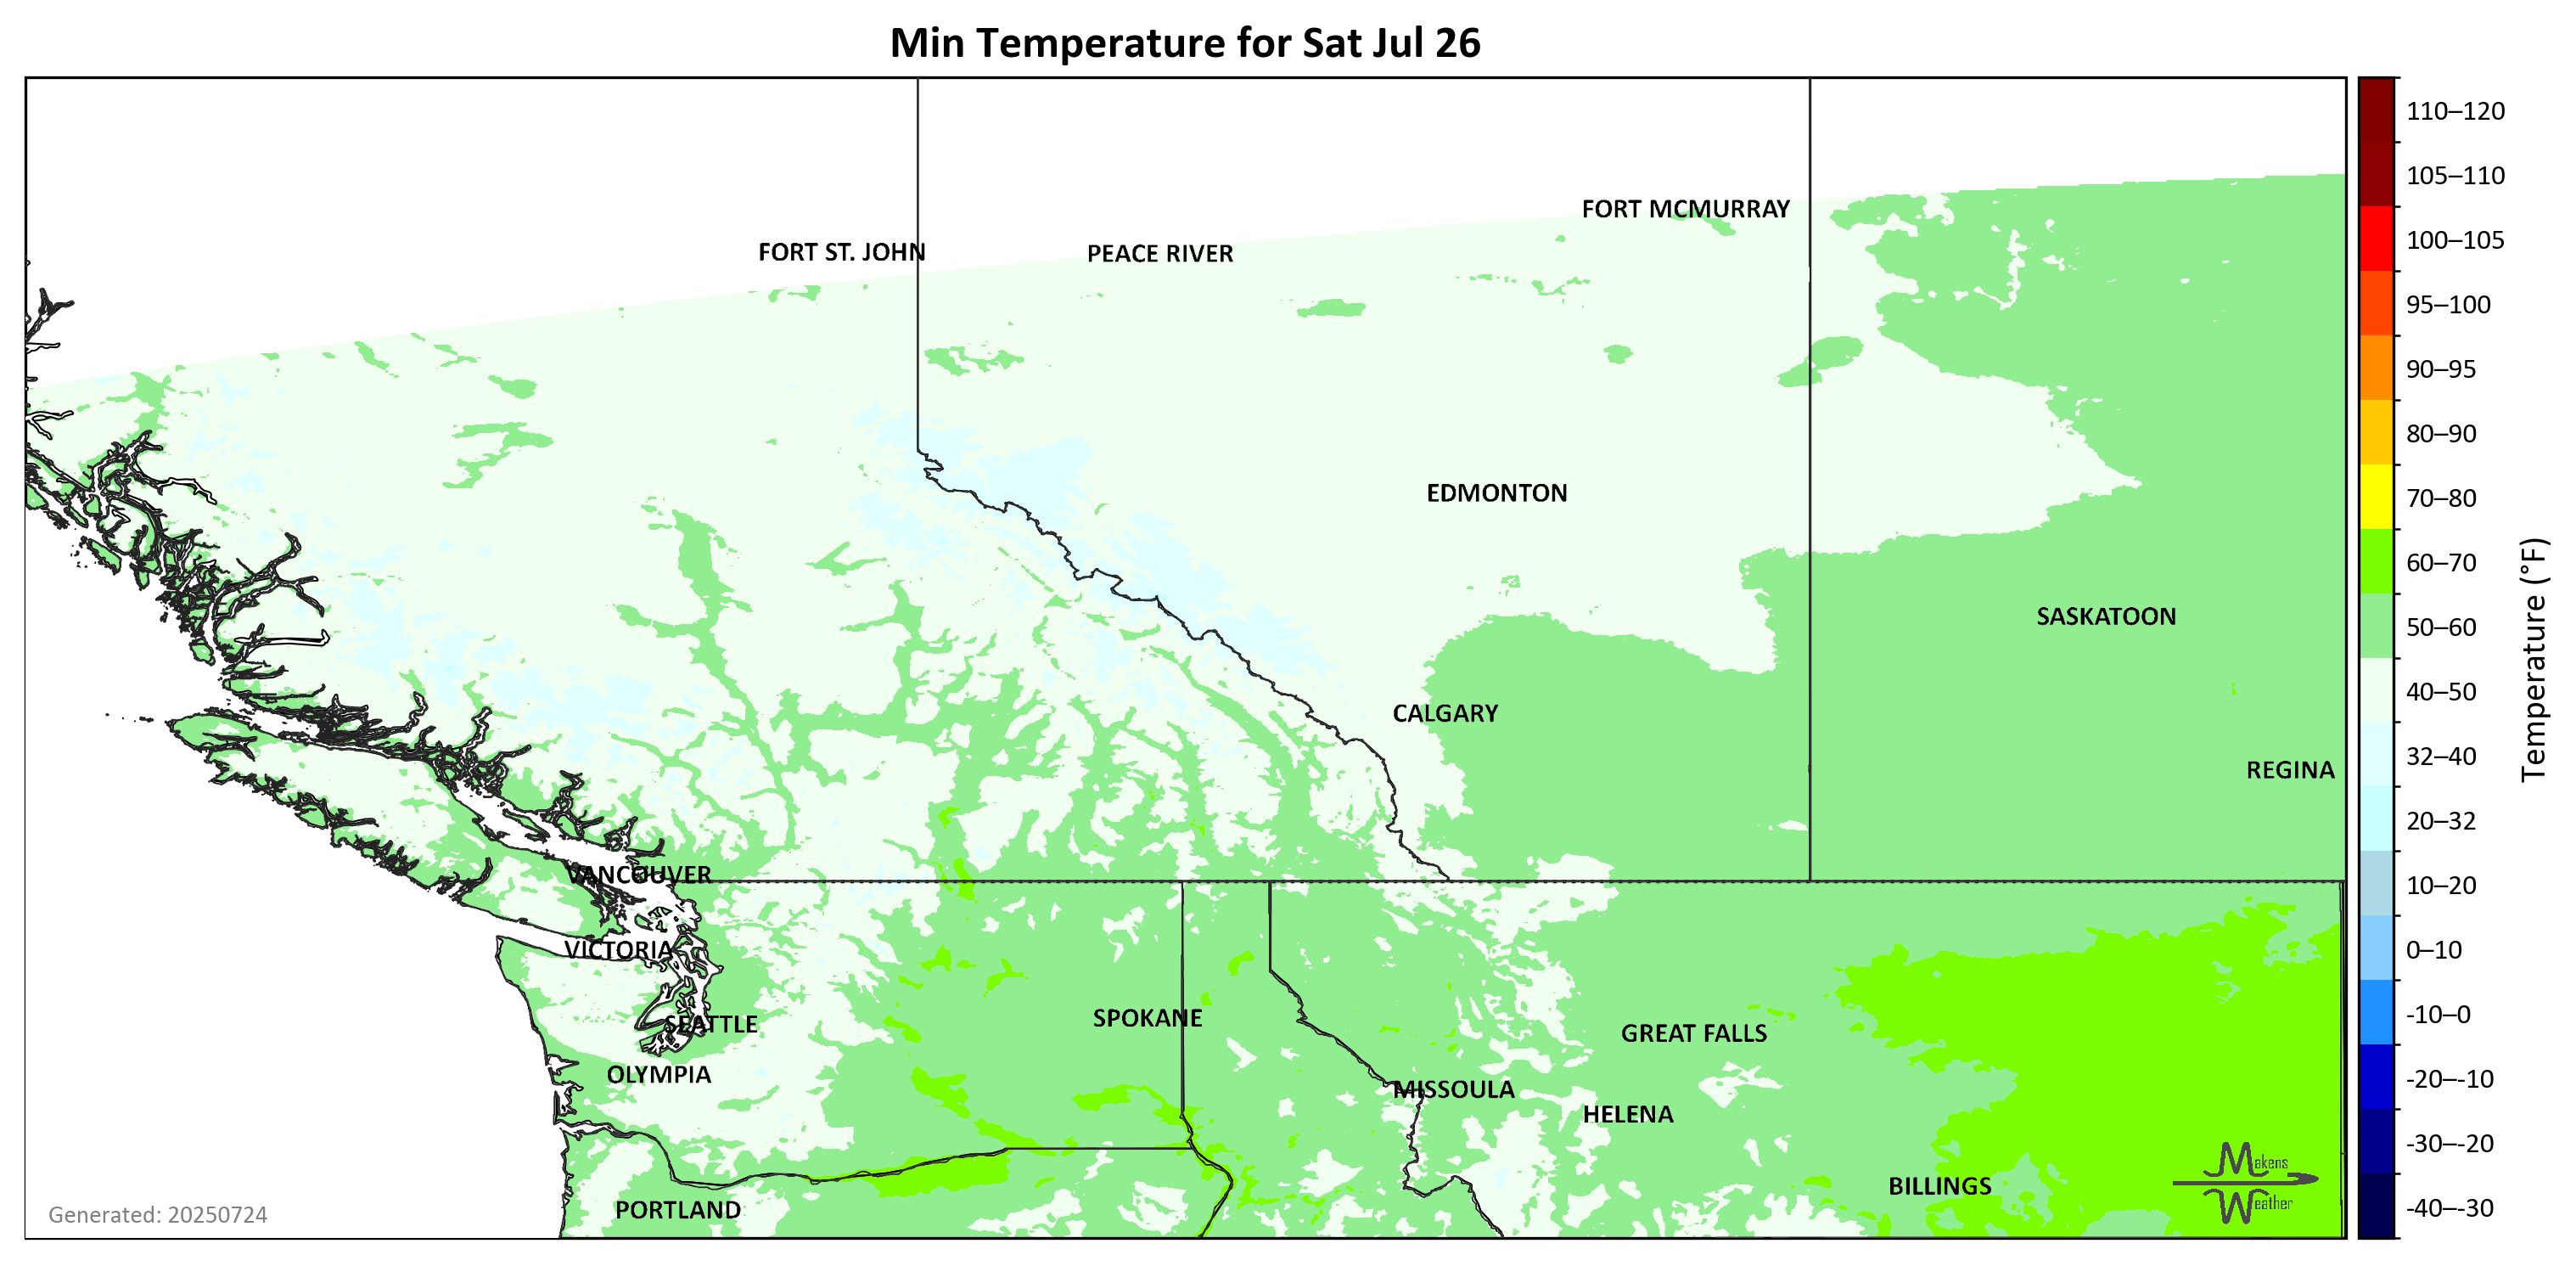 Min Temperature for Sat Jul 26
FORT MCMURRAY
FORT ST. JOHN
PEACE RIVER
EDMONTON
SASKATOON
CALGARY
REGINA
VANCOUVER
VICTORIA
SPOKANE
SEATTLE
GREAT FALLS
OLYMPIA
MISSOULA
HELENA
BILLINGS
PORTLAND
Makens
Weather
Generated: 20250724
110–120
105–110
100–105
95–100
90–95
80–90
70–80
60–70
50–60
40–50
32–40
20–32
10–20
0–10
-10–0
-20–-10
-30–-20
-40–-30
Temperature (°F)